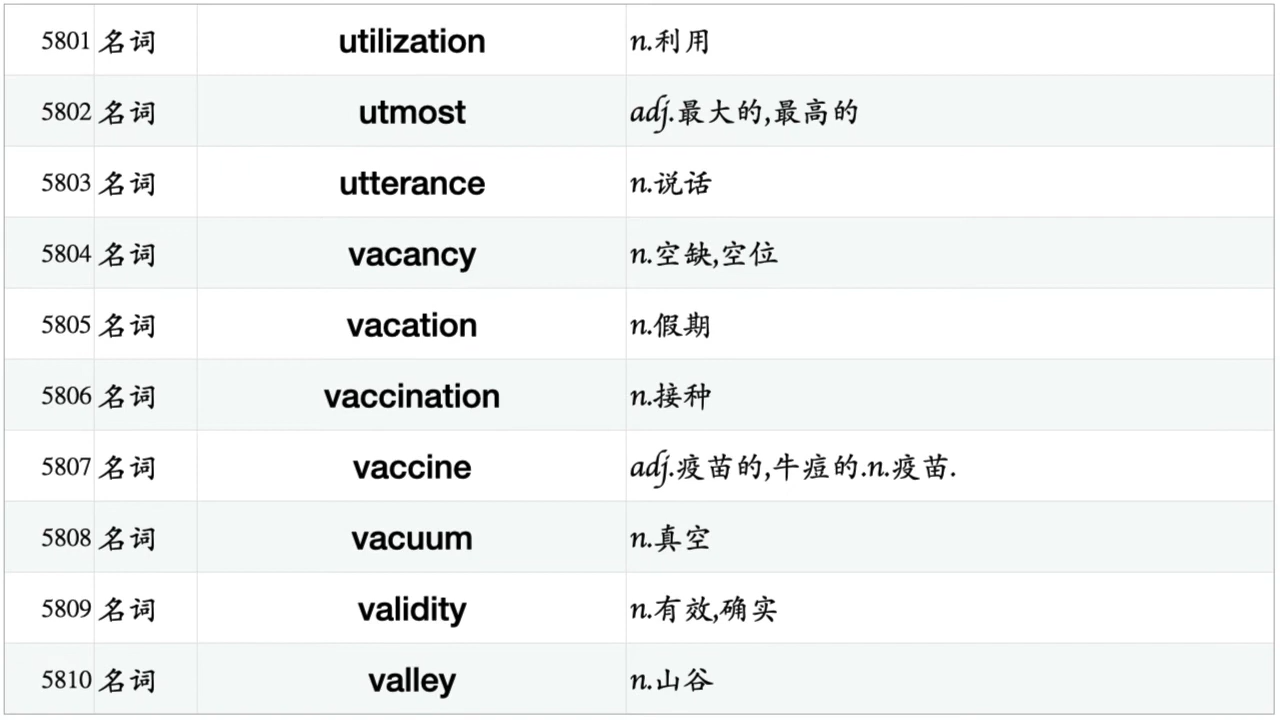 5801 名词 utilization n.利用
5802 名词 utmost adj.最大的,最高的
5803 名词 utterance n.说话
5804 名词 vacancy n.空缺,空位
5805 名词 vacation n.假期
5806 名词 vaccination n.接种
5807 名词 vaccine adj.疫苗的,牛痘的.n.疫苗.
5808 名词 vacuum n.真空
5809 名词 validity n.有效,确实
5810 名词 valley n.山谷